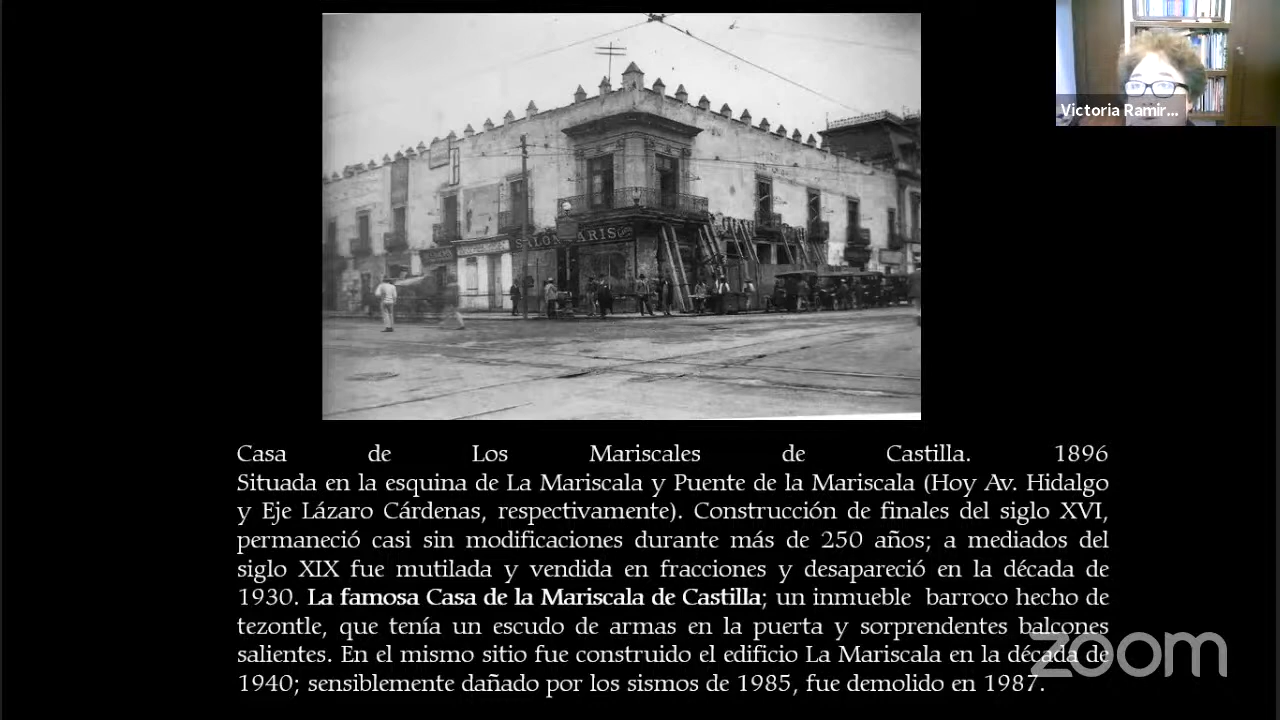 Victoria Ramír...
SALON PARIS
Casa de Los Mariscales de Castilla. 1896
Situada en la esquina de La Mariscala y Puente de la Mariscala (Hoy Av. Hidalgo
y Eje Lázaro Cárdenas, respectivamente). Construcción de finales del siglo XVI,
permaneció casi sin modificaciones durante más de 250 años; a mediados del
siglo XIX fue mutilada y vendida en fracciones y desapareció en la década de
1930. La famosa Casa de la Mariscala de Castilla; un inmueble barroco hecho de
tezontle, que tenía un escudo de armas en la puerta y sorprendentes balcones
salientes. En el mismo sitio fue construido el edificio La Mariscala en la década de
1940; sensiblemente dañado por los sismos de 1985, fue demolido en 1987.
zoom